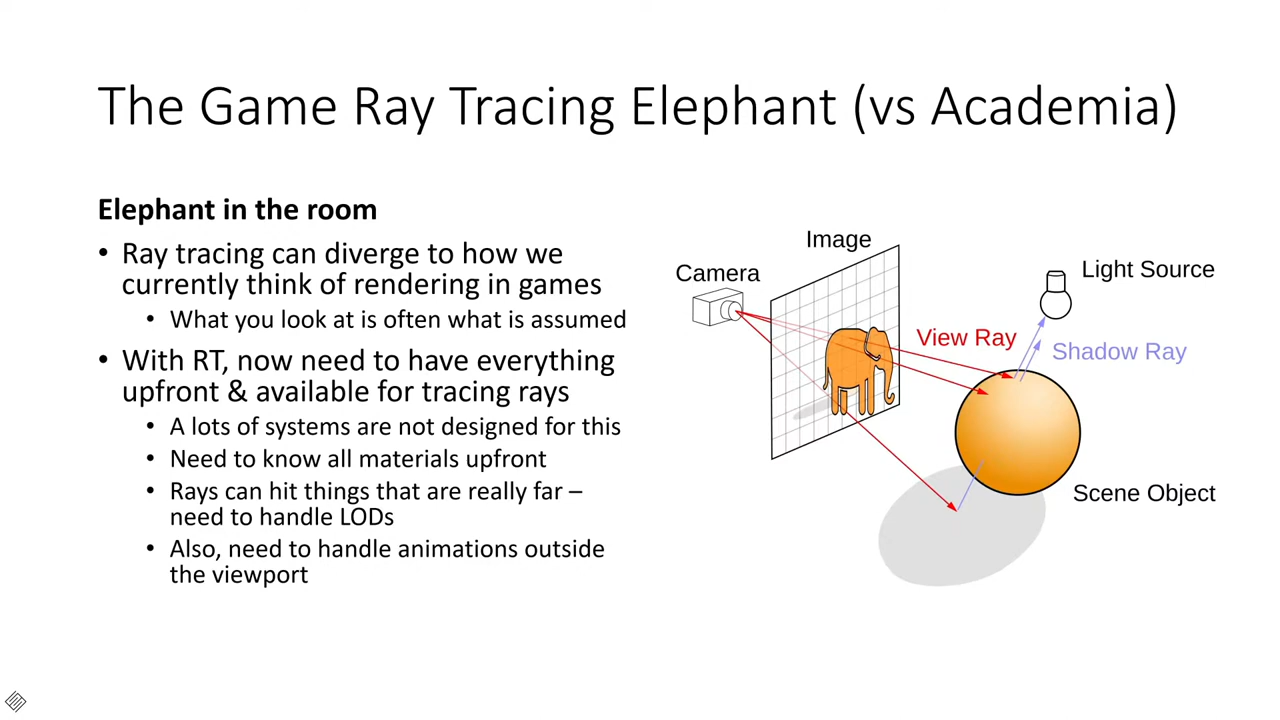 The Game Ray Tracing Elephant (vs Academia)
Elephant in the room
• Ray tracing can diverge to how we
currently think of rendering in games
• What you look at is often what is assumed
• With RT, now need to have everything
upfront & available for tracing rays
• A lots of systems are not designed for this
• Need to know all materials upfront
• Rays can hit things that are really far –
need to handle LODs
• Also, need to handle animations outside
the viewport
Image
Camera
Light Source
View Ray
Shadow Ray
Scene Object